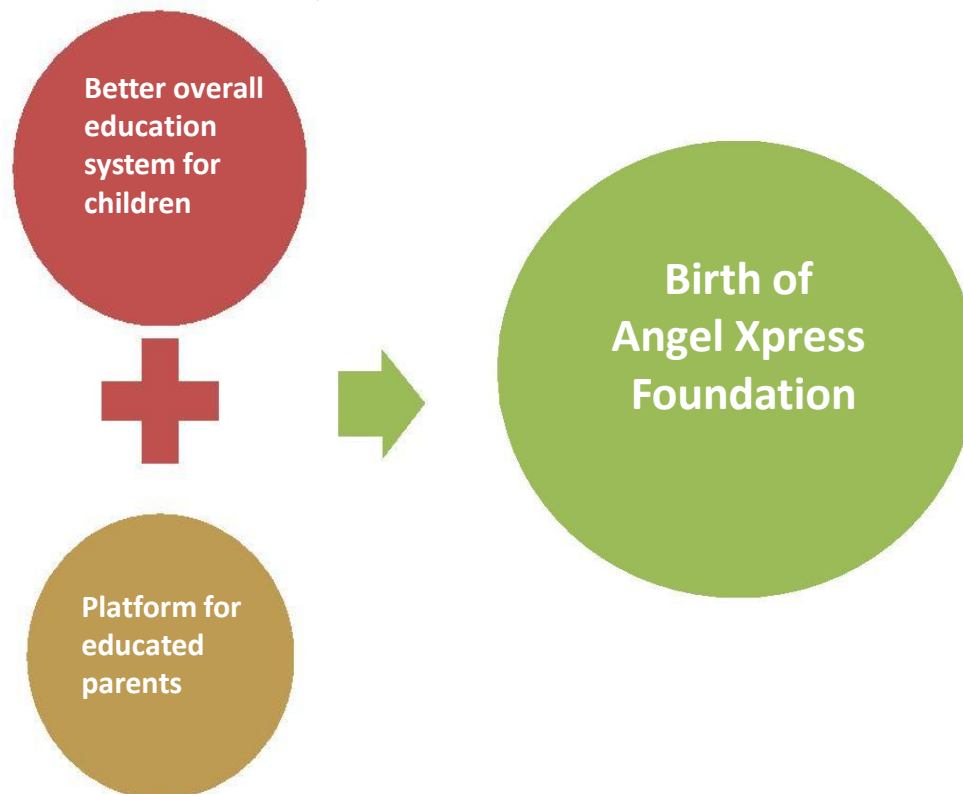 Better overall
education
system for
children
Birth of
Angel Xpress
Foundation
Platform for
educated
parents